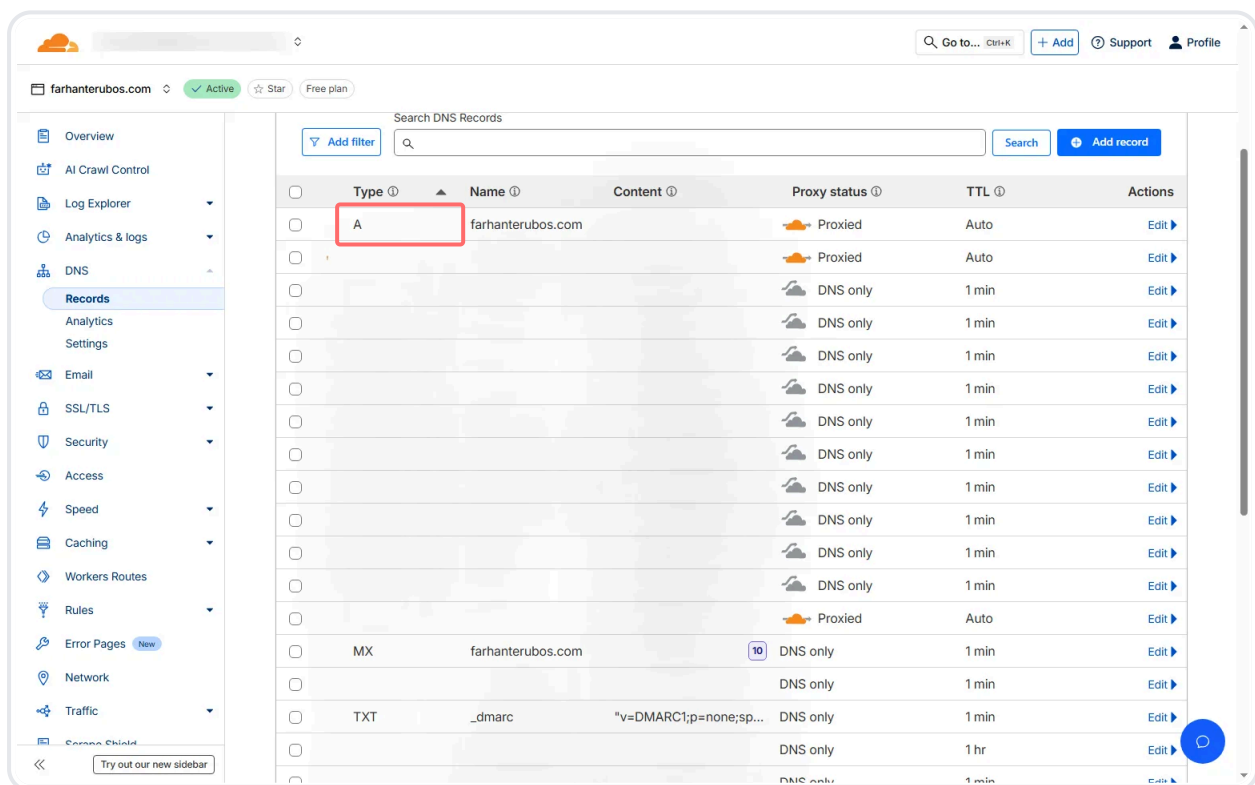 Go to... Ctrl+K + Add Support Profile
farhanterubos.com Active Star Free plan
Search DNS Records
Add filter Search Add record
Overview
AI Crawl Control
Log Explorer
Analytics & logs
DNS
Records
Analytics
Settings
Email
SSL/TLS
Security
Access
Speed
Caching
Workers Routes
Rules
Error Pages New
Network
Traffic
Scrape Shield
Try out our new sidebar
Type Name Content Proxy status TTL Actions
A farhanterubos.com Proxied Auto Edit
Proxied Auto Edit
DNS only 1 min Edit
DNS only 1 min Edit
DNS only 1 min Edit
DNS only 1 min Edit
DNS only 1 min Edit
DNS only 1 min Edit
DNS only 1 min Edit
DNS only 1 min Edit
DNS only 1 min Edit
DNS only 1 min Edit
Proxied Auto Edit
MX farhanterubos.com 10 DNS only 1 min Edit
DNS only 1 min Edit
TXT _dmarc "v=DMARC1;p=none;sp... DNS only 1 min Edit
DNS only 1 hr Edit
DNS only 1 min Edit